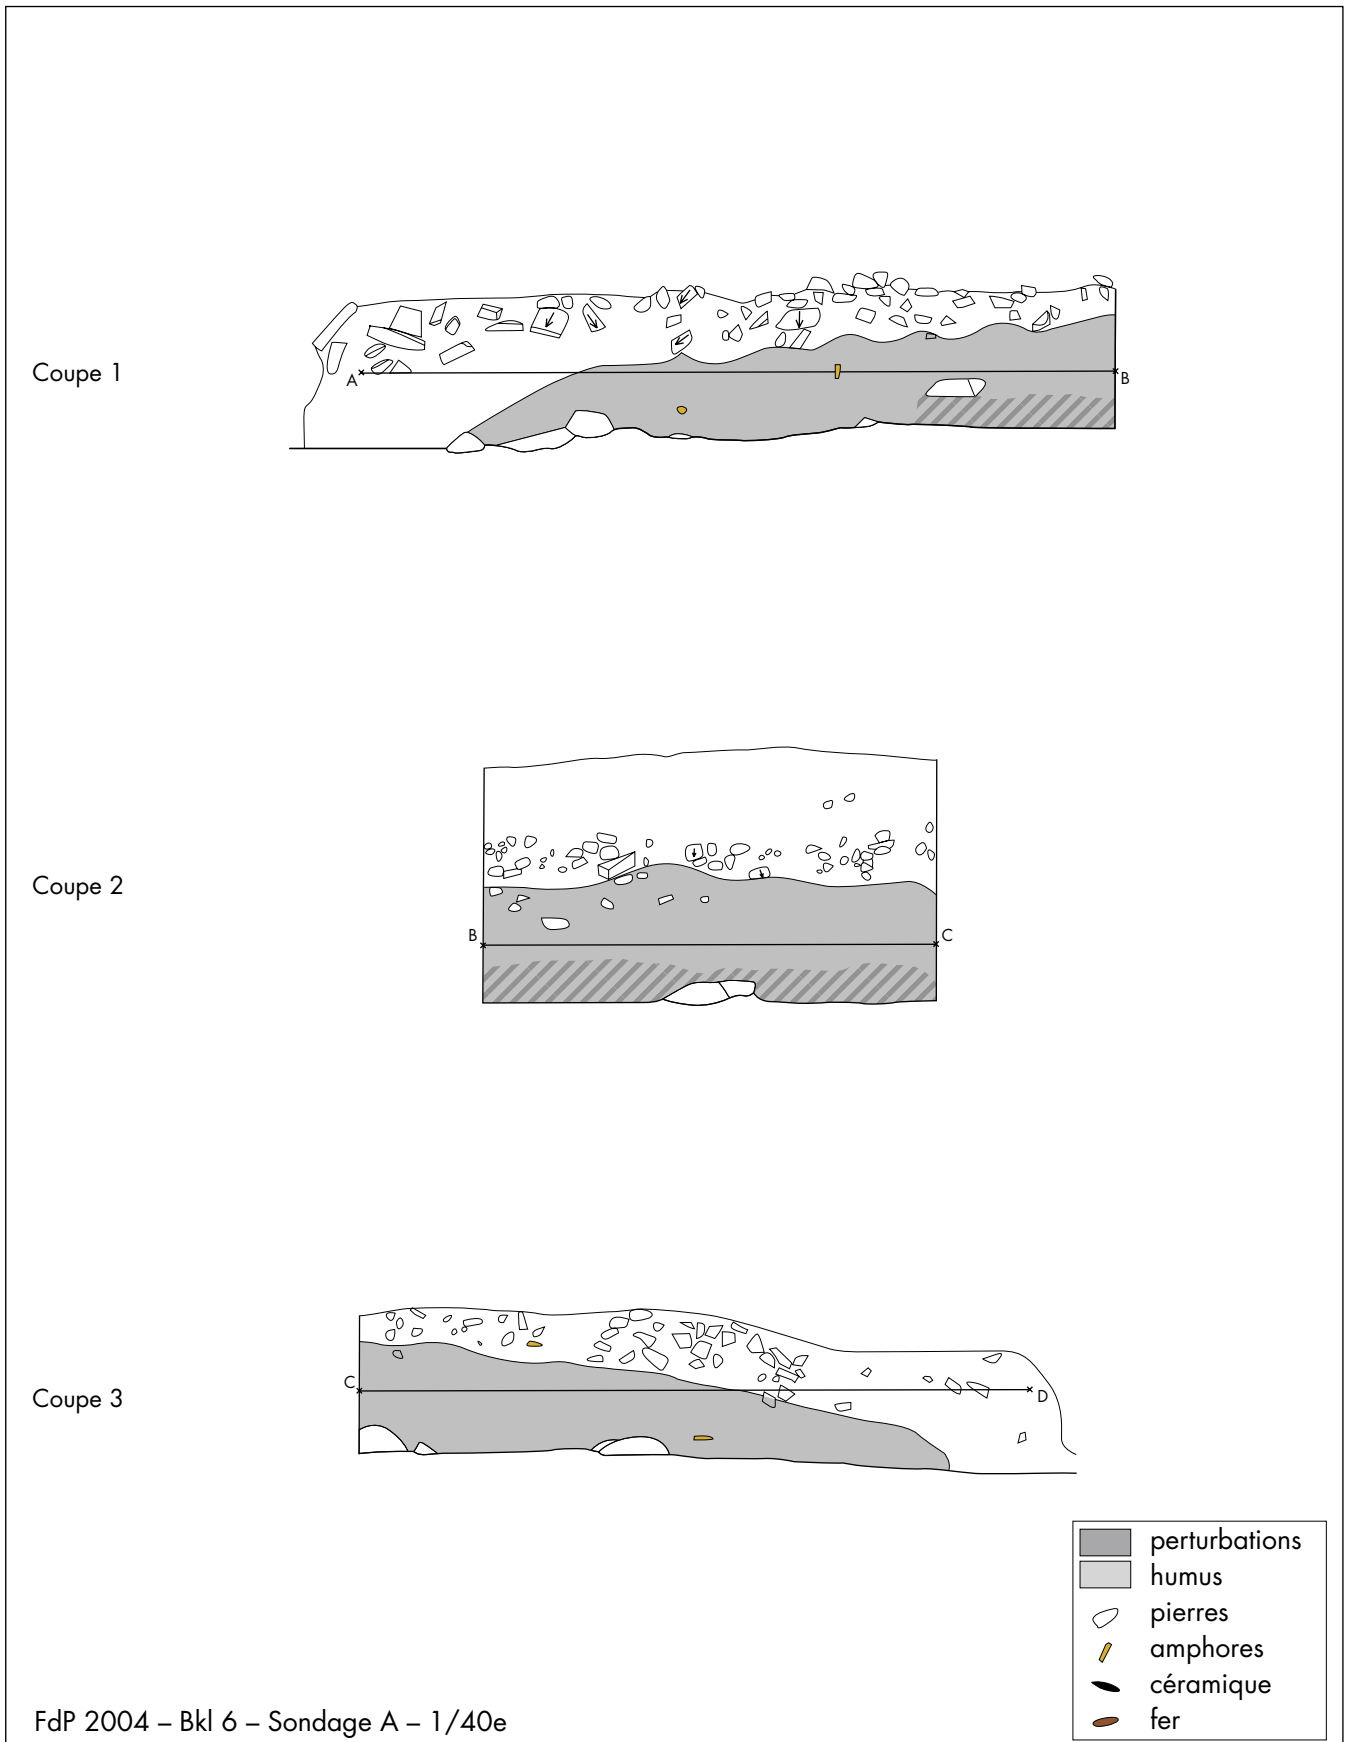 Coupe 1
A
B
Coupe 2
B
C
Coupe 3
C
D
perturbations
humus
pierres
amphores
céramique
fer
FdP 2004 – Bkl 6 – Sondage A – 1/40e